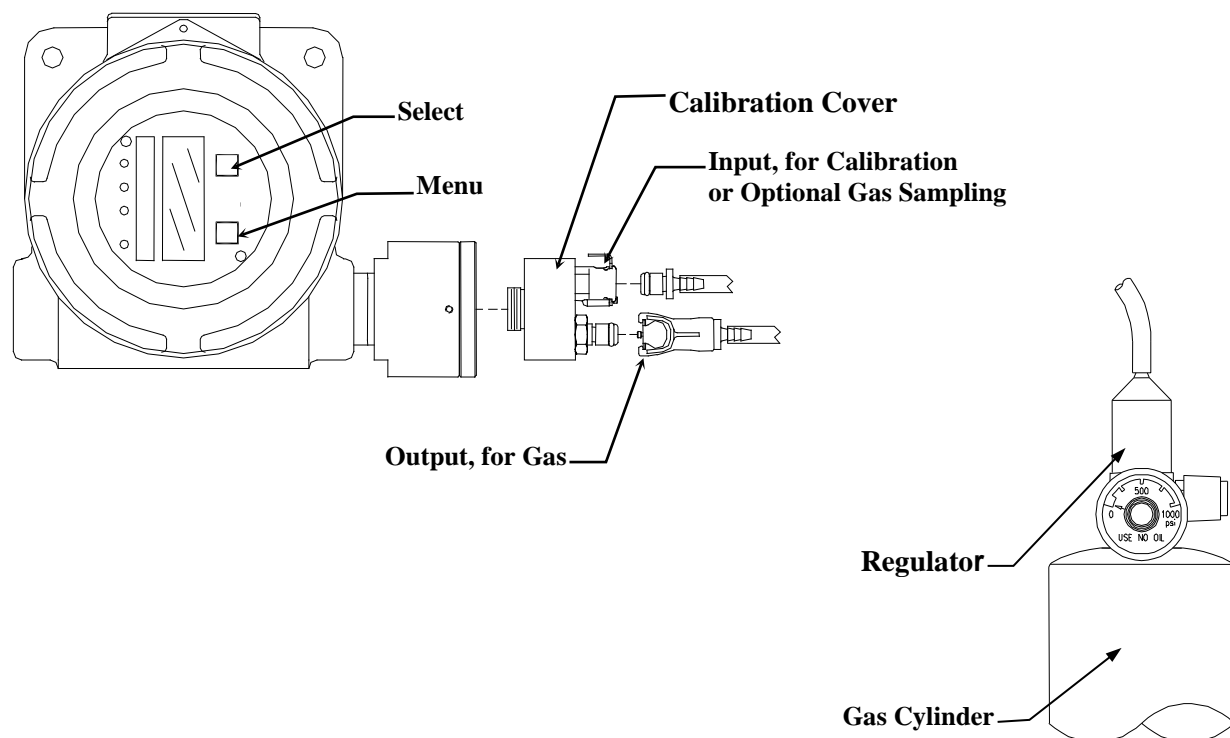 Select
Calibration Cover
Input, for Calibration
or Optional Gas Sampling
Menu
Output, for Gas
500
0
1000
psi
USE NO OIL
Regulator
Gas Cylinder